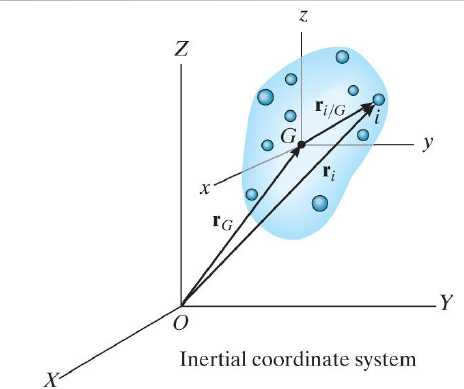 z
Z
r_{i/G}
i
G
y
r_i
x
r_G
Y
O
X
Inertial coordinate system